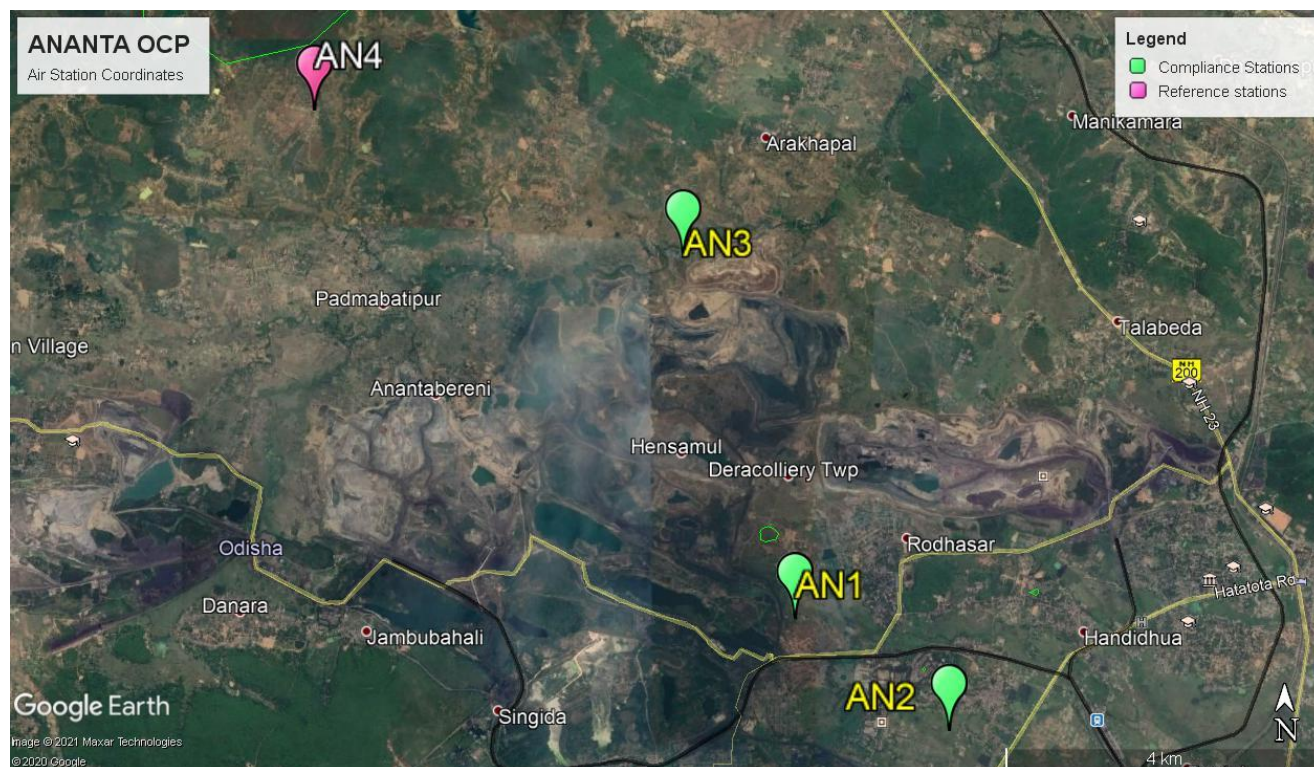 ANANTA OCP
Air Station Coordinates
AN4
Legend
Compliance Stations
Reference stations
Manikamara
Arakhapal
AN3
Padmabatipur
Talabeda
n Village
NH
200
NH 23
Anantabereni
Hensamul
Deracolliery Twp
Odisha
Rodhasar
AN1
Hatatota Rd
Danara
Jambubahali
H
Handidhua
AN2
Google Earth
Singida
N
Image © 2021 Maxar Technologies
© 2020 Google
4 km